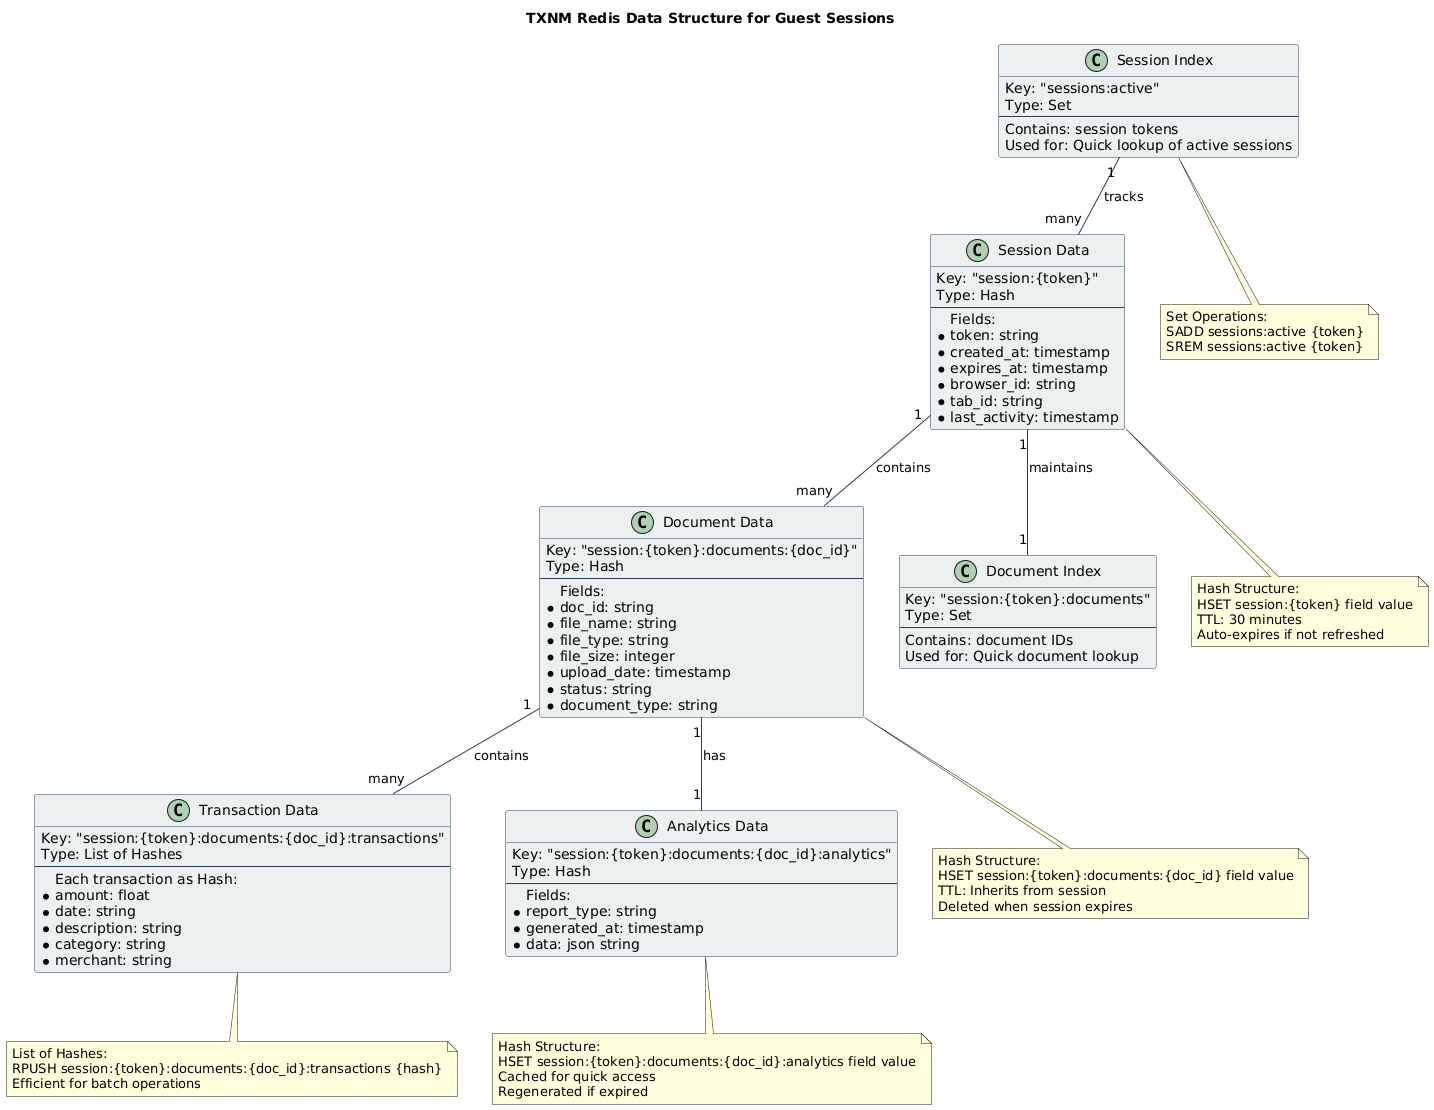 TXNM Redis Data Structure for Guest Sessions
C Session Index
Key: "sessions:active"
Type: Set
Contains: session tokens
Used for: Quick lookup of active sessions
1
tracks
many
C Session Data
Key: "session:{token}"
Type: Hash
Fields:
token: string
created_at: timestamp
expires_at: timestamp
browser_id: string
tab_id: string
last_activity: timestamp
Set Operations:
SADD sessions:active {token}
SREM sessions:active {token}
1
contains
many
1
maintains
1
C Document Data
Key: "session:{token}:documents:{doc_id}"
Type: Hash
Fields:
doc_id: string
file_name: string
file_type: string
file_size: integer
upload_date: timestamp
status: string
document_type: string
C Document Index
Key: "session:{token}:documents"
Type: Set
Contains: document IDs
Used for: Quick document lookup
Hash Structure:
HSET session:{token} field value
TTL: 30 minutes
Auto-expires if not refreshed
1
contains
many
1
has
1
C Transaction Data
Key: "session:{token}:documents:{doc_id}:transactions"
Type: List of Hashes
Each transaction as Hash:
amount: float
date: string
description: string
category: string
merchant: string
C Analytics Data
Key: "session:{token}:documents:{doc_id}:analytics"
Type: Hash
Fields:
report_type: string
generated_at: timestamp
data: json string
Hash Structure:
HSET session:{token}:documents:{doc_id} field value
TTL: Inherits from session
Deleted when session expires
List of Hashes:
RPUSH session:{token}:documents:{doc_id}:transactions {hash}
Efficient for batch operations
Hash Structure:
HSET session:{token}:documents:{doc_id}:analytics field value
Cached for quick access
Regenerated if expired